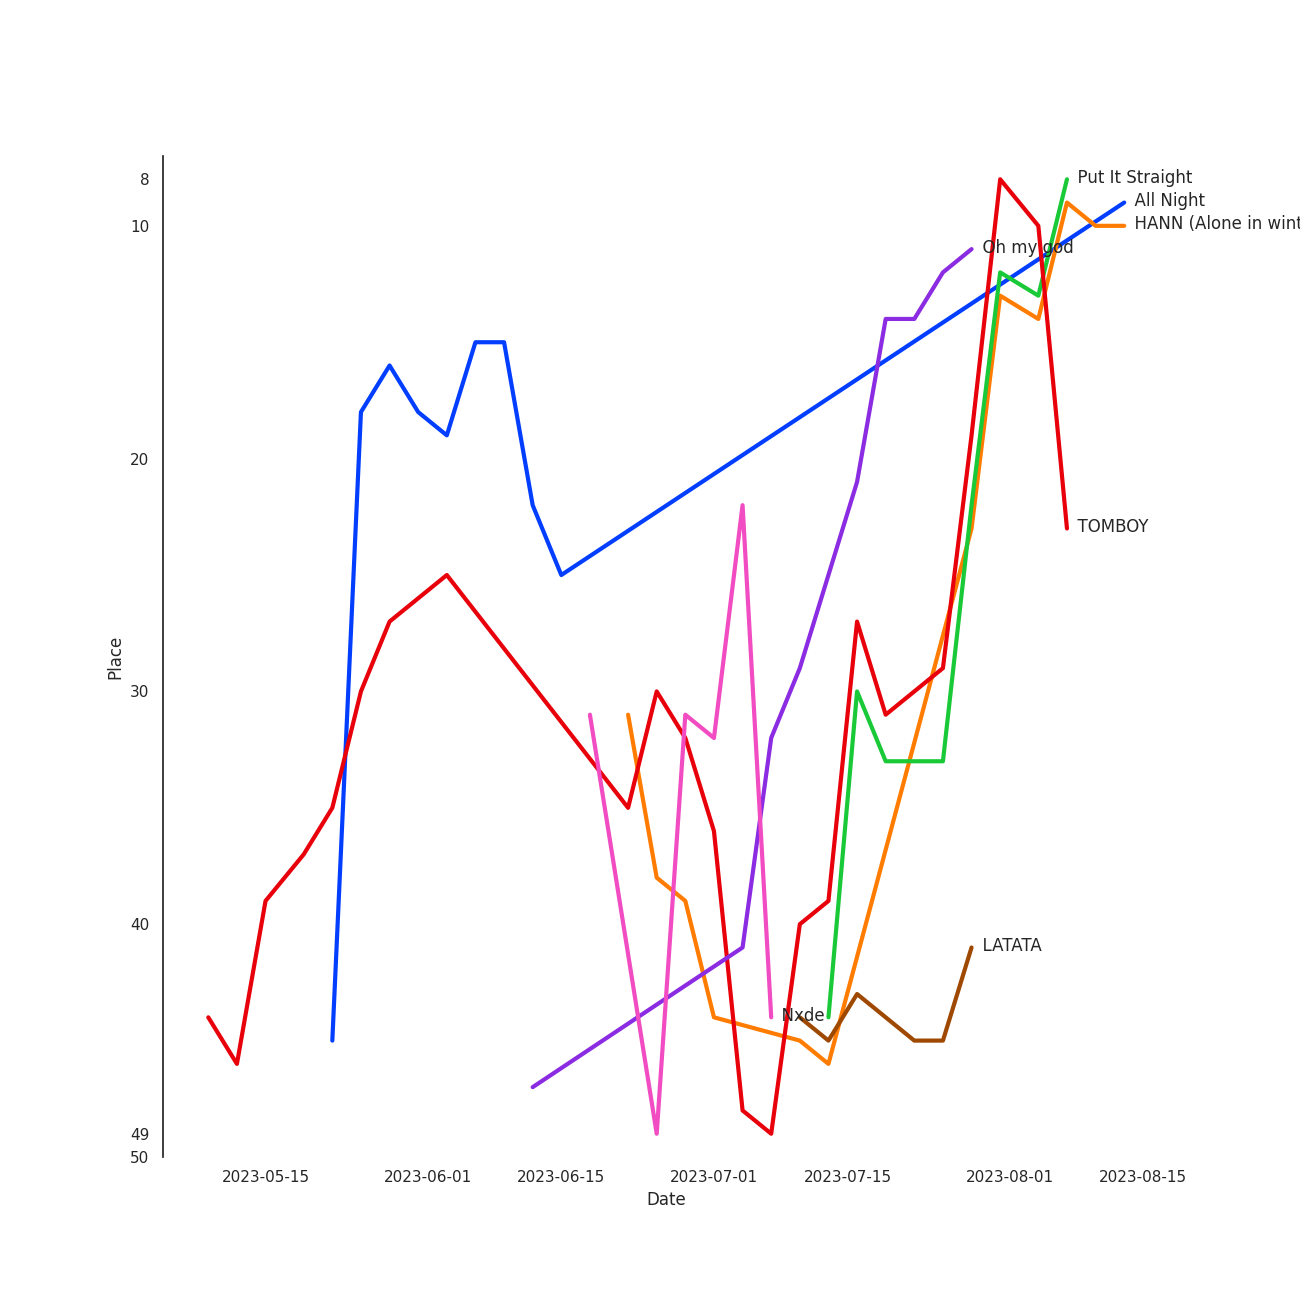 8
Put It Straight
All Night
10
HANN (Alone in wint
Oh my god
20
TOMBOY
Place
30
40
LATATA
Nxde
49
50
2023-05-15
2023-06-01
2023-06-15
2023-07-01
2023-07-15
2023-08-01
2023-08-15
Date